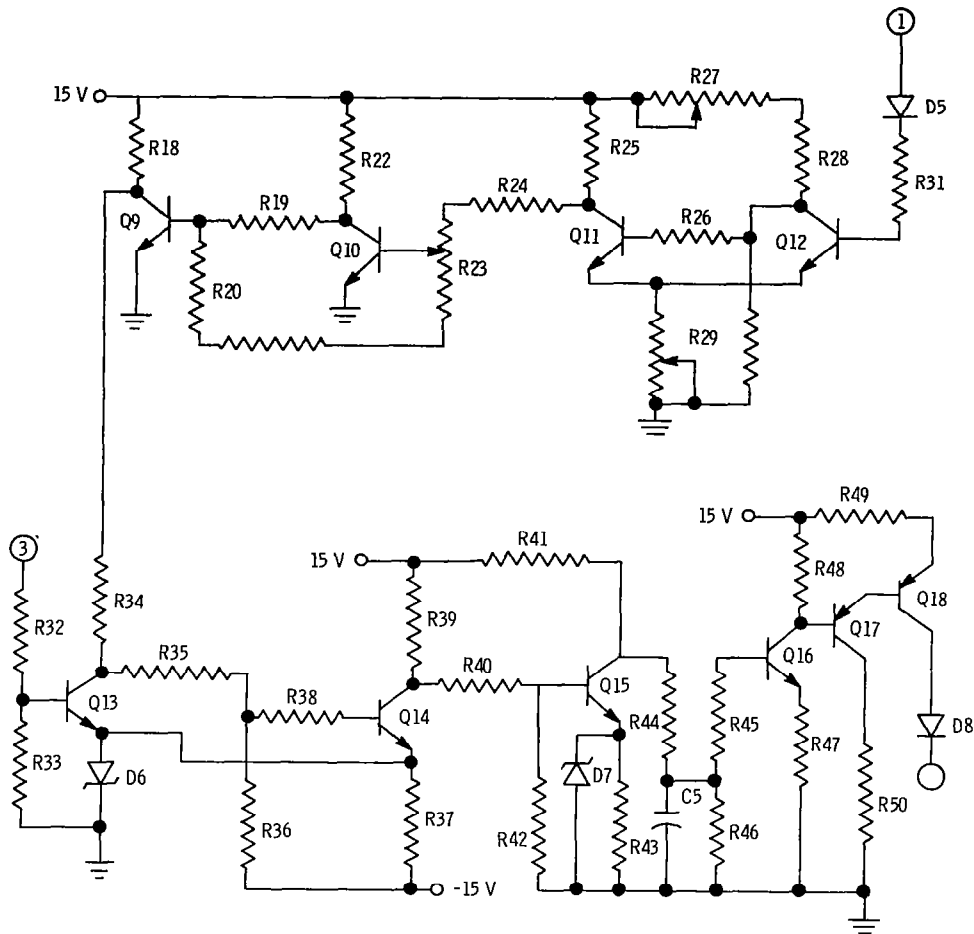 1
15 V
R27
D5
R18
R22
R25
R28
R31
R24
R19
Q9
Q10
Q11
R26
Q12
R23
R20
R29
15 V
R49
3
15 V
R41
R48
Q18
R34
R39
R32
Q17
R35
R40
Q16
Q13
R38
Q15
Q14
R44
R45
R47
D8
R33
D6
D7
C5
R50
R36
R37
R42
R43
R46
-15 V